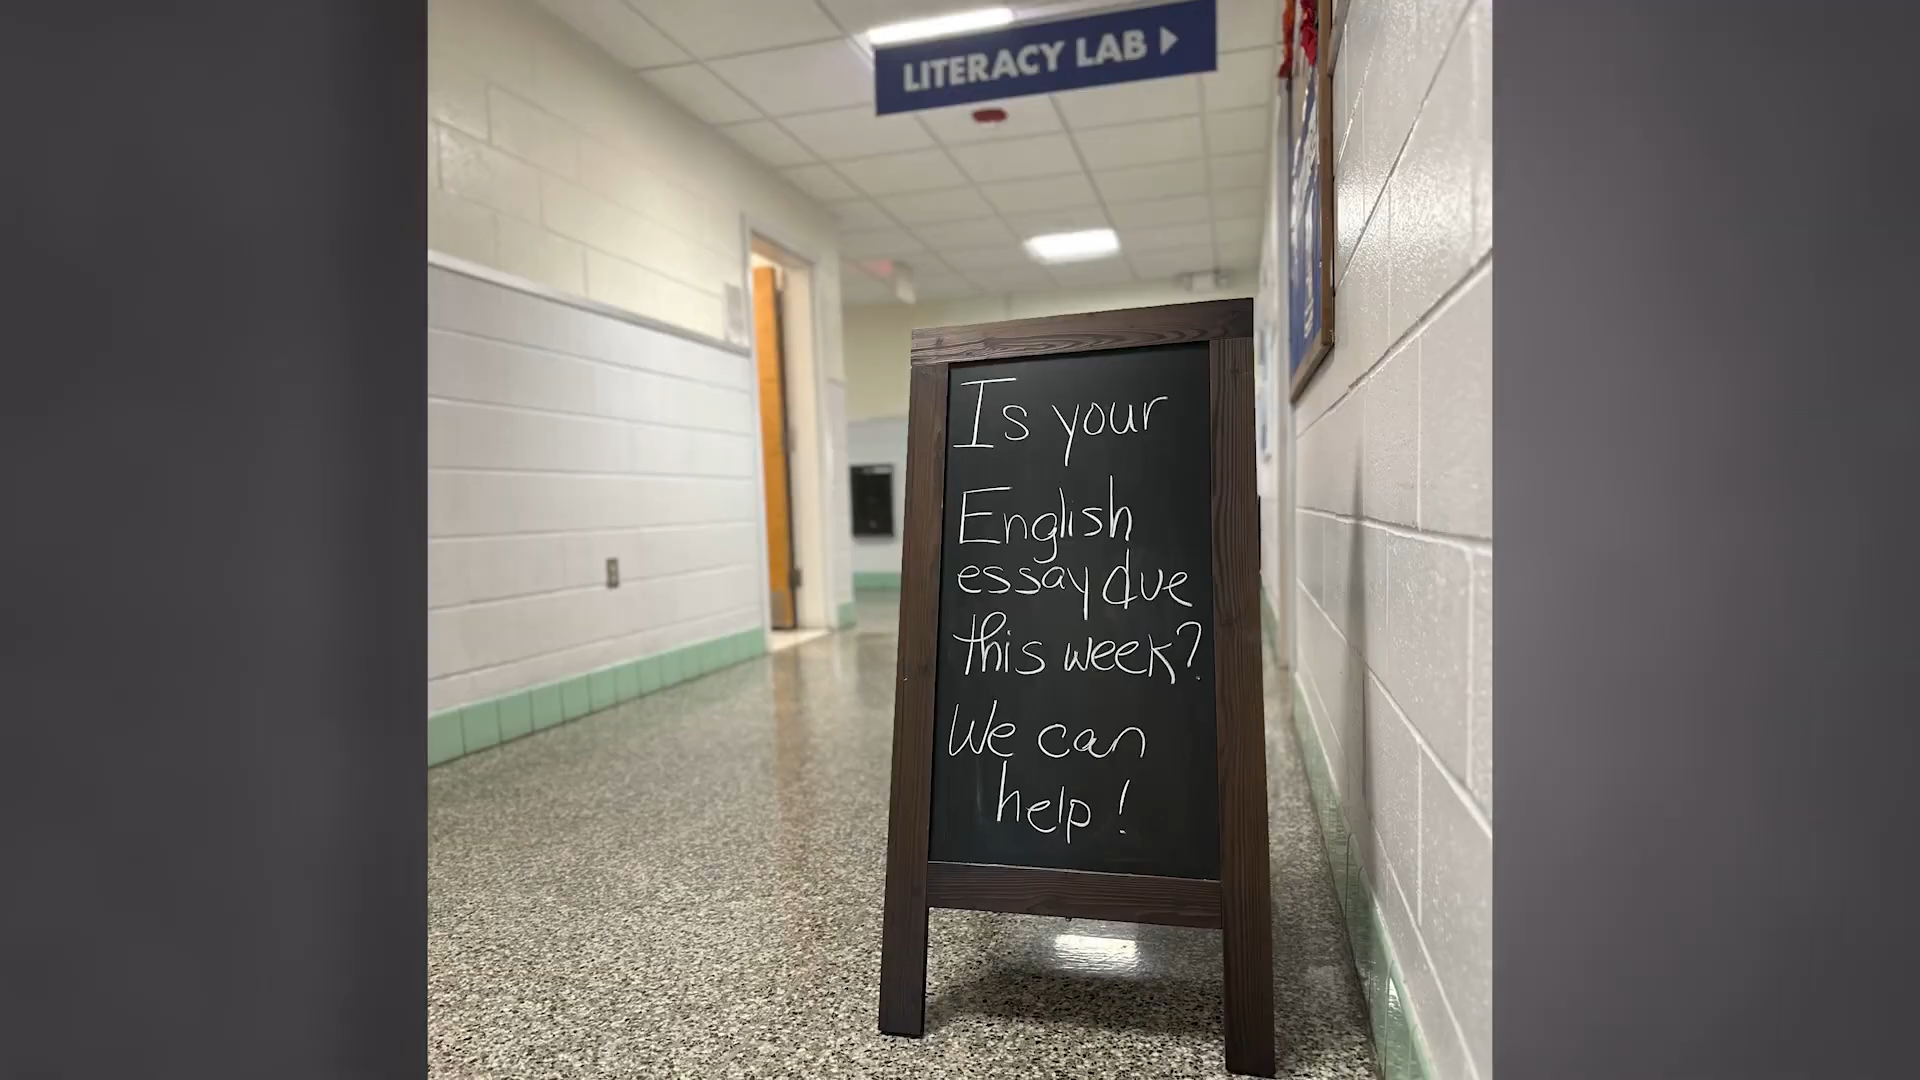 LITERACY LAB
Is your
English
essay due
this week?
We can
help!